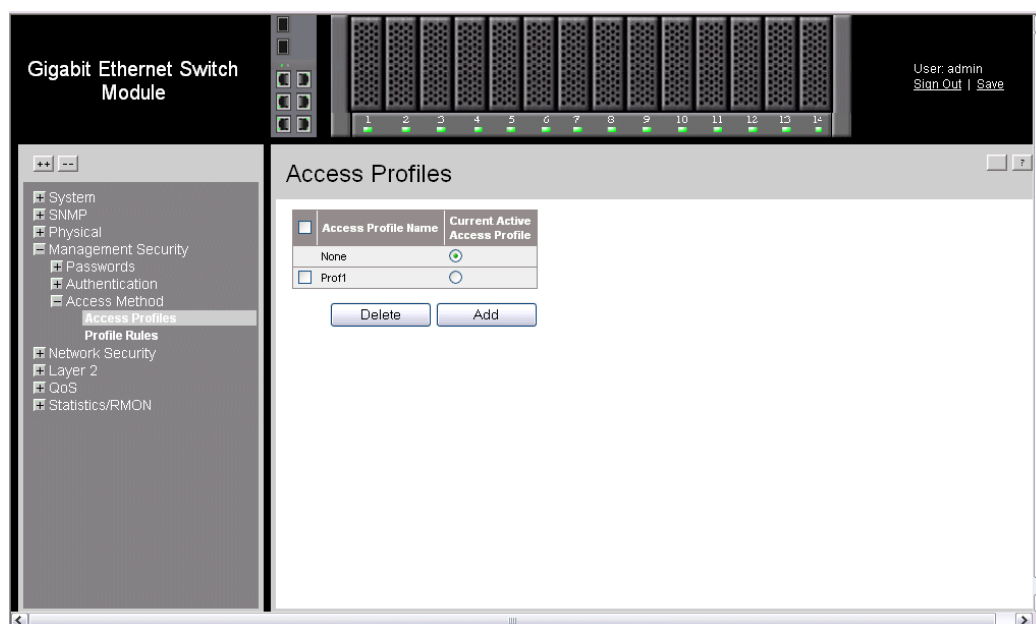 Gigabit Ethernet Switch
Module
1 2 3 4 5 6 7 8 9 10 11 12 13 14
User: admin
Sign Out | Save
++ --
System
SNMP
Physical
Management Security
Passwords
Authentication
Access Method
Access Profiles
Profile Rules
Network Security
Layer 2
QoS
Statistics/RMON
Access Profiles
?
Access Profile Name Current Active
Access Profile
None
Prof1
Delete Add